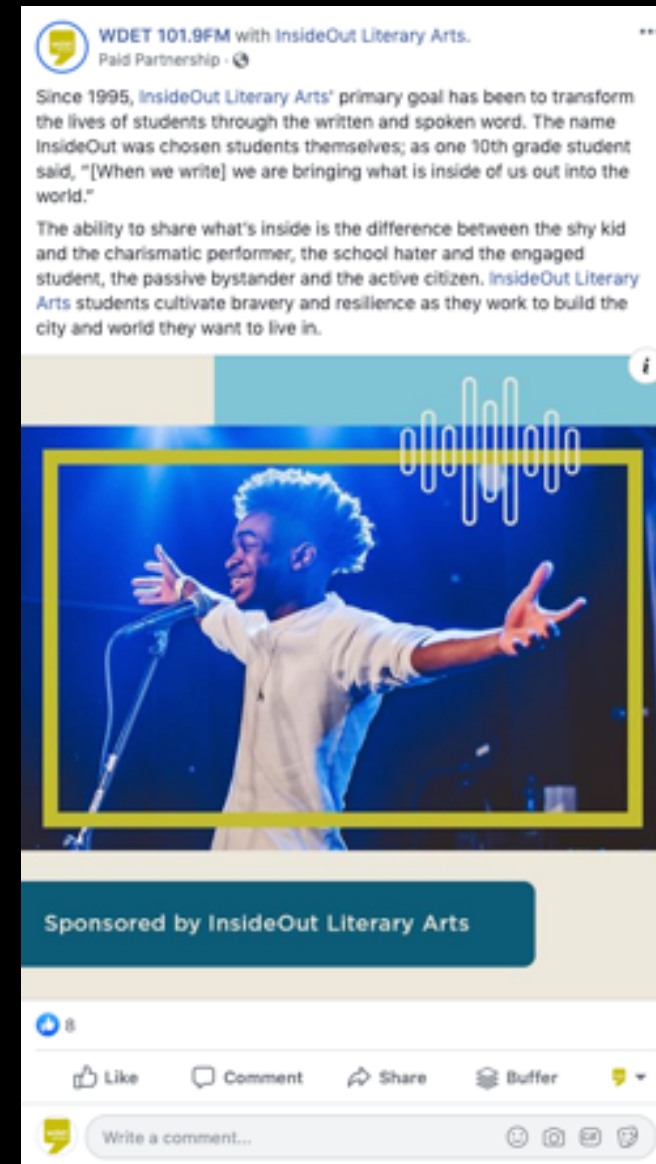 WDET 101.9FM with InsideOut Literary Arts.
Paid Partnership ·
Since 1995, InsideOut Literary Arts' primary goal has been to transform
the lives of students through the written and spoken word. The name
InsideOut was chosen students themselves; as one 10th grade student
said, "[When we write] we are bringing what is inside of us out into the
world."
The ability to share what's inside is the difference between the shy kid
and the charismatic performer, the school hater and the engaged
student, the passive bystander and the active citizen. InsideOut Literary
Arts students cultivate bravery and resilience as they work to build the
city and world they want to live in.
i
Sponsored by InsideOut Literary Arts
8
Like Comment Share Buffer
Write a comment... GIF